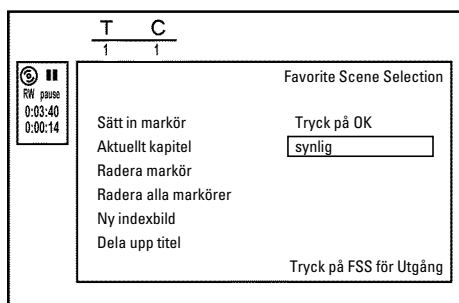 T C
1 1
RW pause
0:03:40
0:00:14
Favorite Scene Selection
Sätt in markör Tryck på OK
Aktuellt kapitel synlig
Radera markör
Radera alla markörer
Ny indexbild
Dela upp titel
Tryck på FSS för Utgång